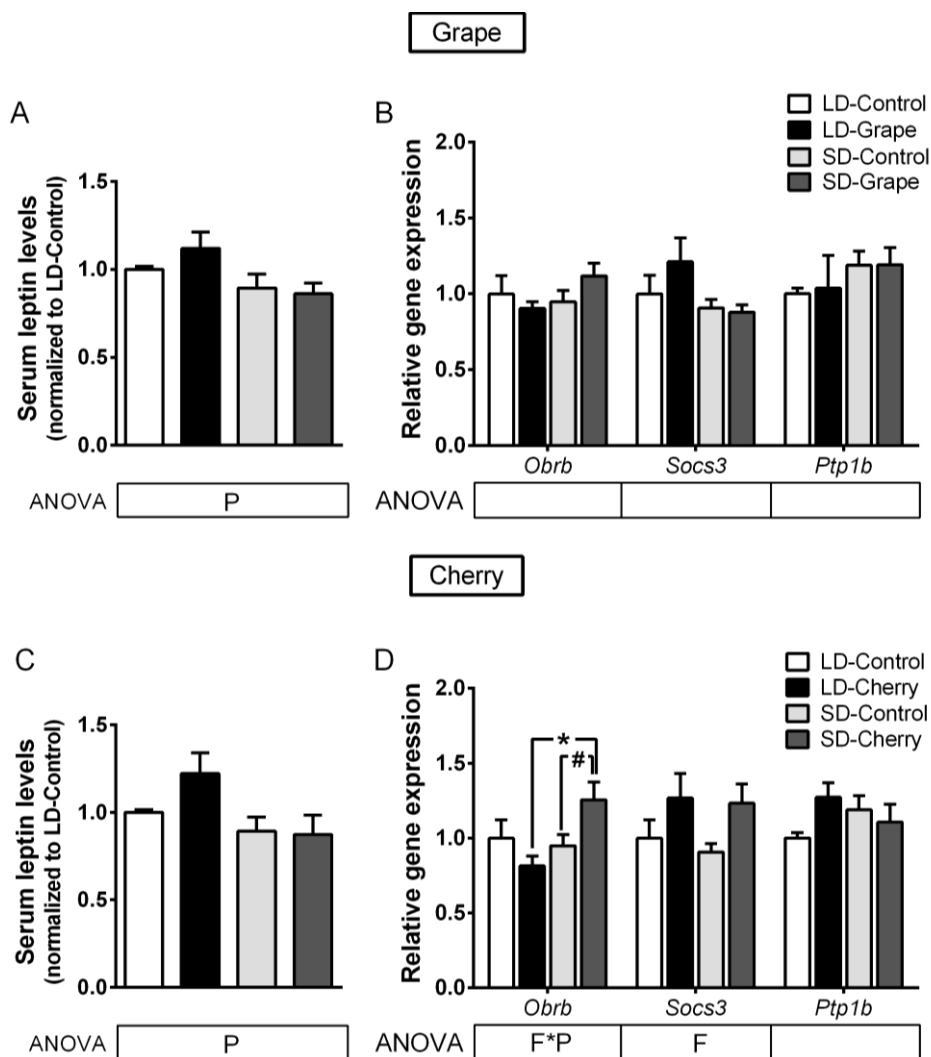 Grape
A
Serum leptin levels
(normalized to LD-Control)
1.5
1.0
0.5
0.0
ANOVA P
B
LD-Control
LD-Grape
SD-Control
SD-Grape
Relative gene expression
2.0
1.5
1.0
0.5
0.0
Obrb Socs3 Ptp1b
ANOVA
Cherry
C
Serum leptin levels
(normalized to LD-Control)
1.5
1.0
0.5
0.0
ANOVA P
D
LD-Control
LD-Cherry
SD-Control
SD-Cherry
Relative gene expression
2.0
1.5
1.0
0.5
0.0
*
#
Obrb Socs3 Ptp1b
ANOVA F*P F